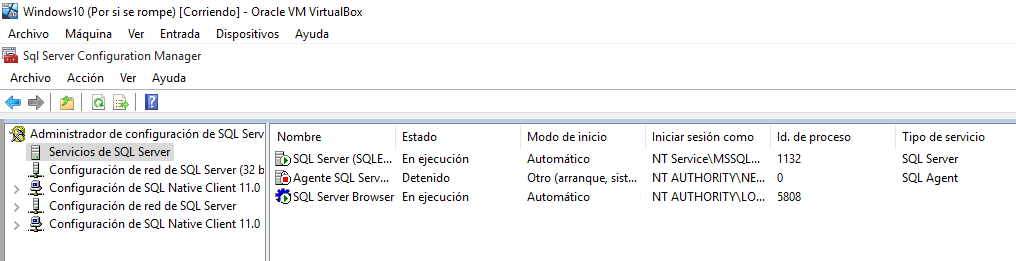 Windows10 (Por si se rompe) [Corriendo] - Oracle VM VirtualBox
Archivo Máquina Ver Entrada Dispositivos Ayuda
Sql Server Configuration Manager
Archivo Acción Ver Ayuda
Administrador de configuración de SQL Serv
Servicios de SQL Server
Configuración de red de SQL Server (32 b
Configuración de SQL Native Client 11.0
Configuración de red de SQL Server
Configuración de SQL Native Client 11.0
Nombre Estado Modo de inicio Iniciar sesión como Id. de proceso Tipo de servicio
SQL Server (SQLE... En ejecución Automático NT Service\MSSQL... 1132 SQL Server
Agente SQL Serv... Detenido Otro (arranque, sist... NT AUTHORITY\NE... 0 SQL Agent
SQL Server Browser En ejecución Automático NT AUTHORITY\LO... 5808